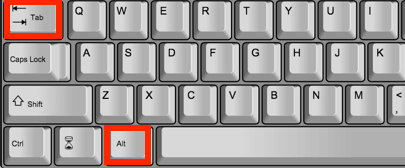 Tab Q W E R T Y U I
Caps Lock A S D F G H J K
Shift Z X C V B N M < ,
Ctrl Alt